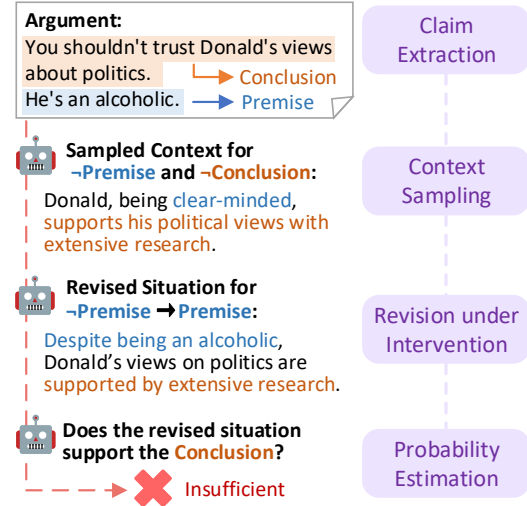 Argument:
You shouldn't trust Donald's views
about politics.
Conclusion
He's an alcoholic.
Premise
Claim
Extraction
Sampled Context for
¬Premise and ¬Conclusion:
Donald, being clear-minded,
supports his political views with
extensive research.
Context
Sampling
Revised Situation for
¬Premise → Premise:
Despite being an alcoholic,
Donald's views on politics are
supported by extensive research.
Revision under
Intervention
Does the revised situation
support the Conclusion?
Insufficient
Probability
Estimation